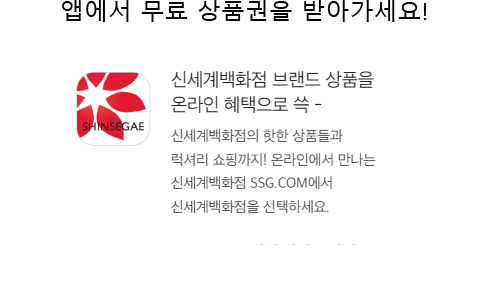 앱에서 무료 상품권을 받아가세요!
신세계백화점 브랜드 상품을
온라인 혜택으로 쓱 -
SHINSEGAE
신세계백화점의 핫한 상품들과
럭셔리 쇼핑까지! 온라인에서 만나는
신세계백화점 SSG.COM에서
신세계백화점을 선택하세요.